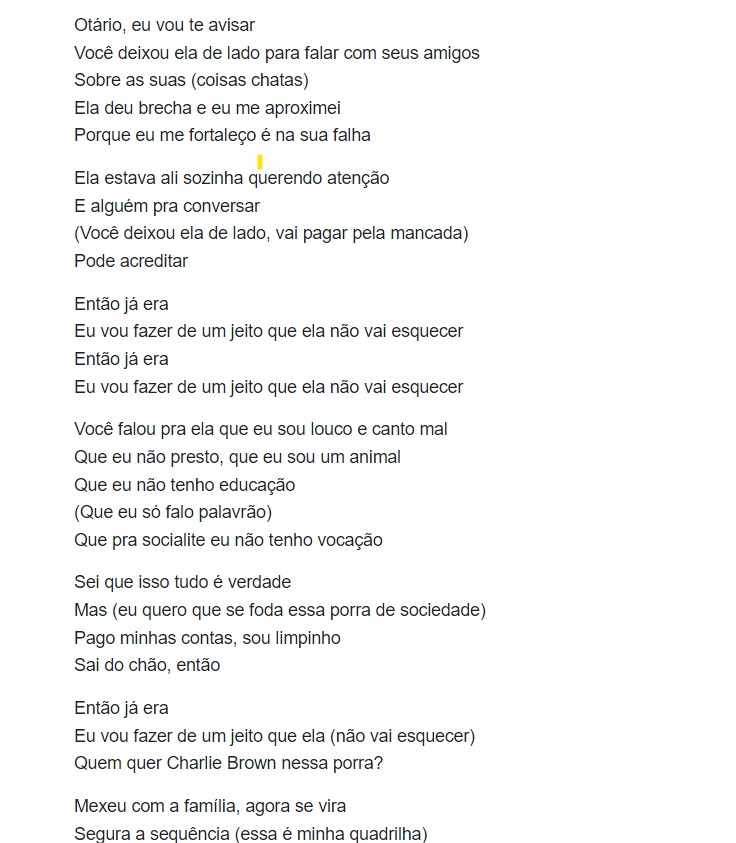 Otário, eu vou te avisar
Você deixou ela de lado para falar com seus amigos
Sobre as suas (coisas chatas)
Ela deu brecha e eu me aproximei
Porque eu me fortaleço é na sua falha
Ela estava ali sozinha querendo atenção
E alguém pra conversar
(Você deixou ela de lado, vai pagar pela mancada)
Pode acreditar
Então já era
Eu vou fazer de um jeito que ela não vai esquecer
Então já era
Eu vou fazer de um jeito que ela não vai esquecer
Você falou pra ela que eu sou louco e canto mal
Que eu não presto, que eu sou um animal
Que eu não tenho educação
(Que eu só falo palavrão)
Que pra socialite eu não tenho vocação
Sei que isso tudo é verdade
Mas (eu quero que se foda essa porra de sociedade)
Pago minhas contas, sou limpinho
Sai do chão, então
Então já era
Eu vou fazer de um jeito que ela (não vai esquecer)
Quem quer Charlie Brown nessa porra?
Mexeu com a família, agora se vira
Segura a sequência (essa é minha quadrilha)